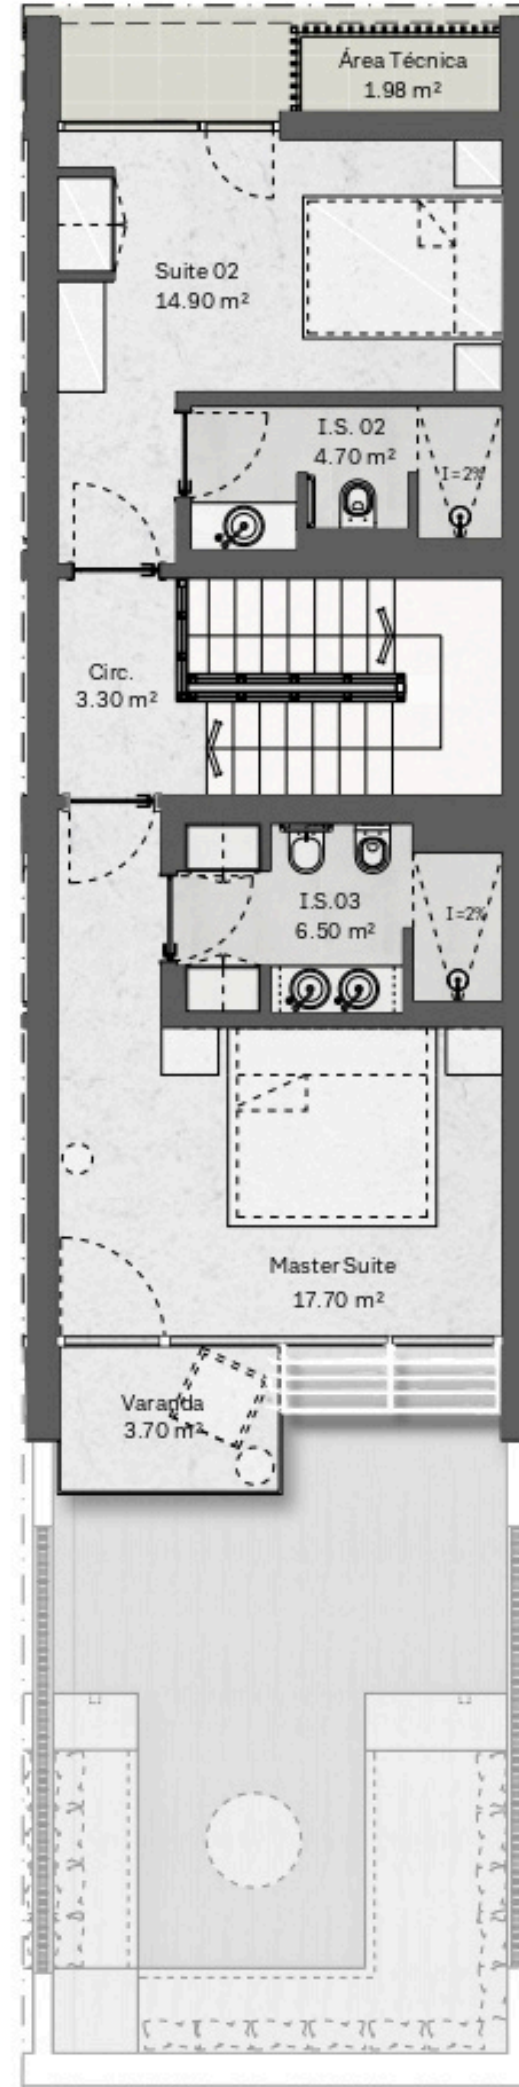 Área Técnica
1.98 m²
Suite 02
14.90 m²
I.S. 02
4.70 m²
I=2%
Circ.
3.30 m²
I.S.03
6.50 m²
I=2%
Master Suite
17.70 m²
Varanda
3.70 m²